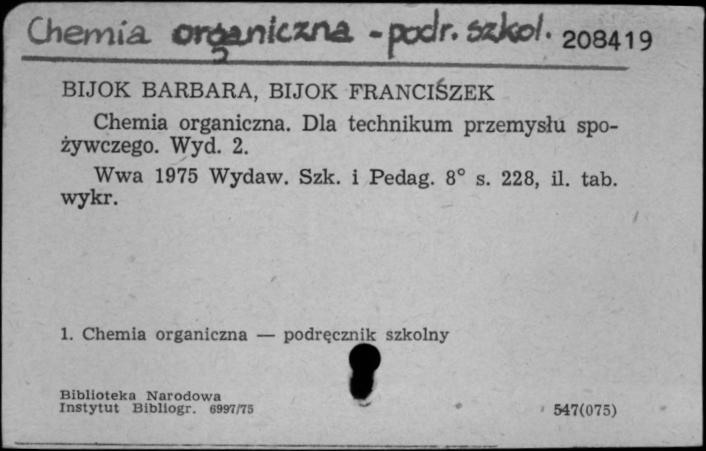 Chemia organiczna - podr. szkol. 208419
BIJOK BARBARA, BIJOK FRANCISZEK
Chemia organiczna. Dla technikum przemysłu spo-
żywczego. Wyd. 2.
Wwa 1975 Wydaw. Szk. i Pedag. 8° s. 228, il. tab.
wykr.
1. Chemia organiczna — podręcznik szkolny
Biblioteka Narodowa
Instytut Bibliogr. 6997/75 547(075)